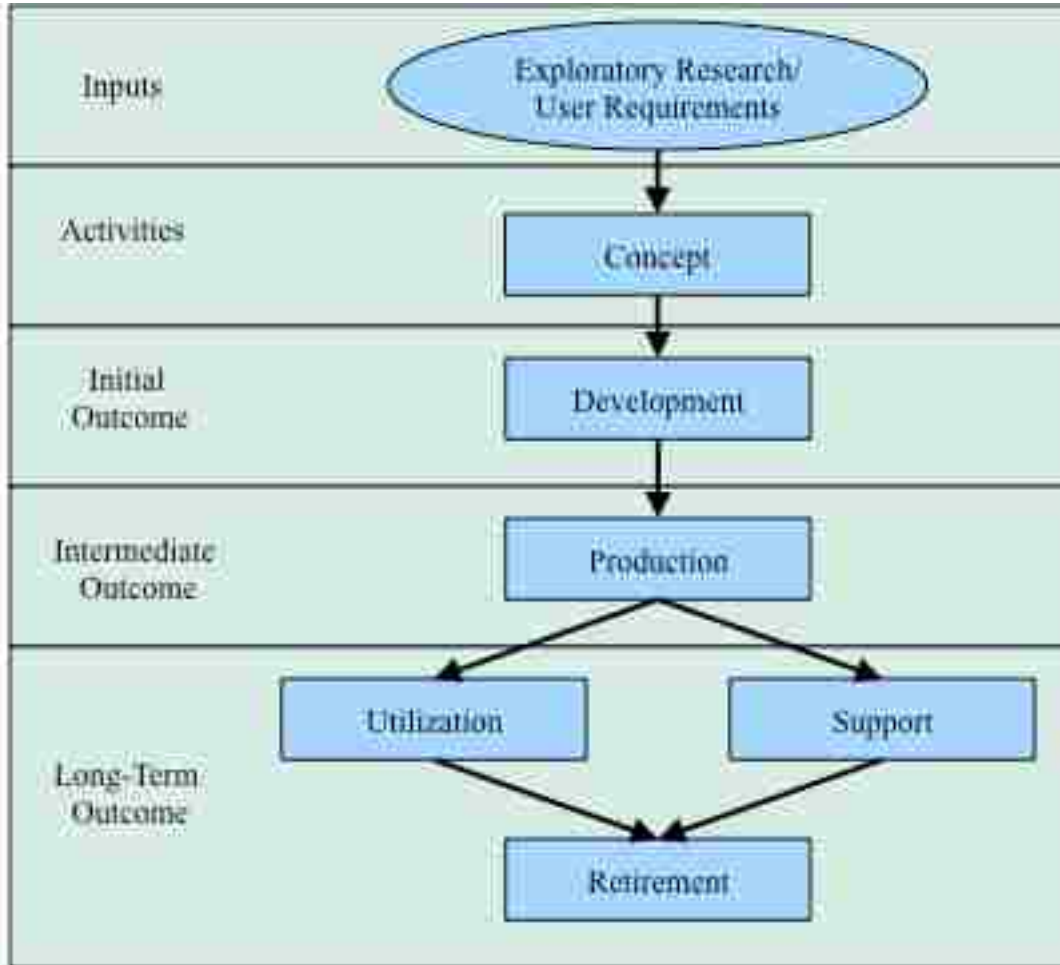 Inputs
Exploratory Research/
User Requirements
Activities
Concept
Initial
Outcome
Development
Intermediate
Outcome
Production
Utilization
Support
Long-Term
Outcome
Retirement